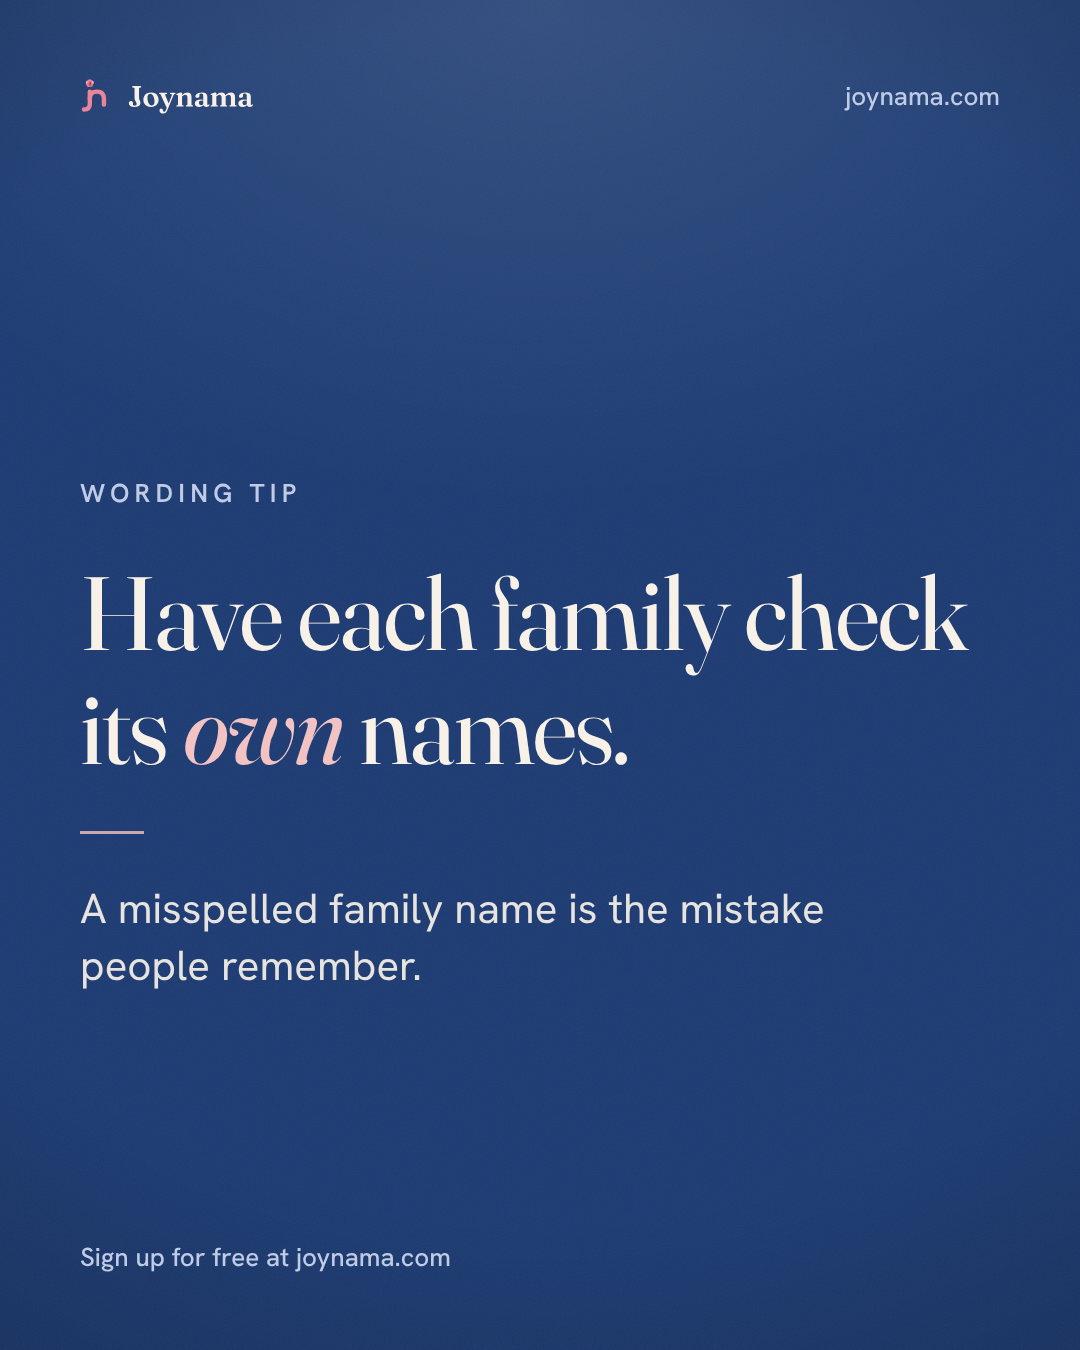 Joynama
joynama.com
WORDING TIP
Have each family check
its own names.
A misspelled family name is the mistake
people remember.
Sign up for free at joynama.com